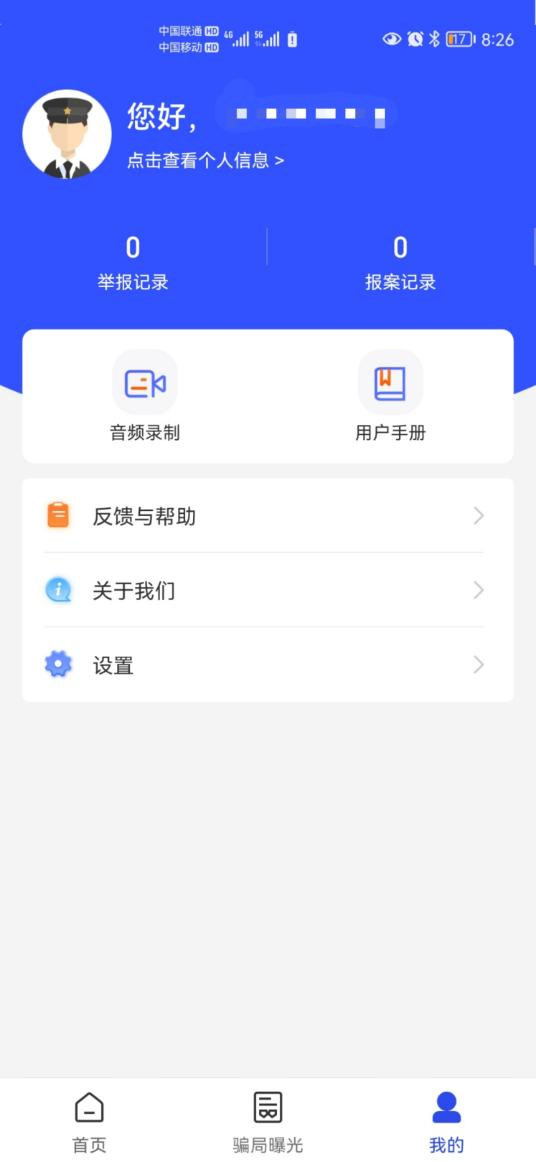 中国联通 HD 4G 5G
中国移动 HD
17 8:26
您好,
点击查看个人信息 >
0 0
举报记录 报案记录
音频录制 用户手册
反馈与帮助
关于我们
设置
首页 骗局曝光 我的